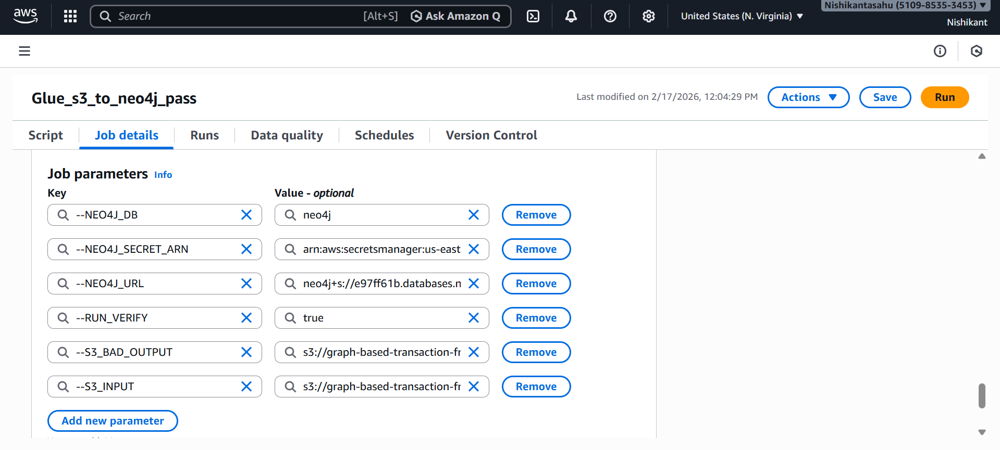 aws
Search [Alt+S] Ask Amazon Q
United States (N. Virginia)
Nishikantasahu (5109-8535-3453)
Nishikant
Glue_s3_to_neo4j_pass
Last modified on 2/17/2026, 12:04:29 PM
Actions
Save
Run
Script Job details Runs Data quality Schedules Version Control
Job parameters Info
Key Value - optional
--NEO4J_DB neo4j Remove
--NEO4J_SECRET_ARN arn:aws:secretsmanager:us-east Remove
--NEO4J_URL neo4j+s://e97ff61b.databases.n Remove
--RUN_VERIFY true Remove
--S3_BAD_OUTPUT s3://graph-based-transaction-fr Remove
--S3_INPUT s3://graph-based-transaction-fr Remove
Add new parameter